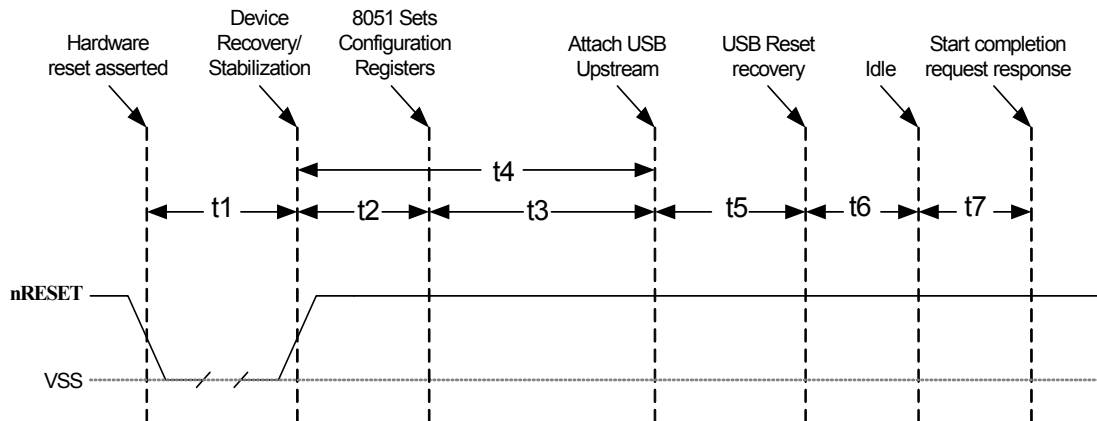 Hardware
reset asserted
Device
Recovery/
Stabilization
8051 Sets
Configuration
Registers
Attach USB
Upstream
USB Reset
recovery
Idle
Start completion
request response
t4
t1
t2
t3
t5
t6
t7
nRESET
VSS